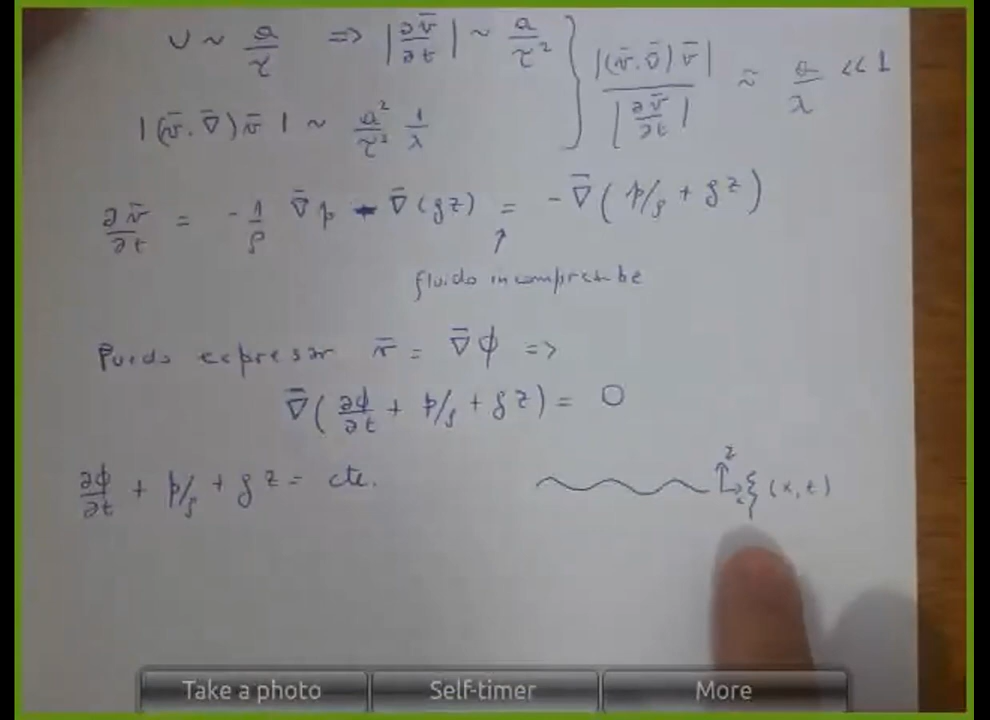 v ~ a/τ => |∂v̄/∂t| ~ a/τ² } |(v̄·∇̄)v̄| / |∂v̄/∂t| ≈ a/λ << 1
|(v̄·∇̄)v̄| ~ a²/τ² 1/λ
∂v̄/∂t = -1/ρ ∇̄p - ∇̄(gz) = -∇̄(p/ρ + gz)
↑
fluido incompresible
Puedo expresar v̄ = ∇̄φ =>
∇̄(∂φ/∂t + p/ρ + gz) = 0
∂φ/∂t + p/ρ + gz = cte.
z
x
ξ(x,t)
Take a photo
Self-timer
More